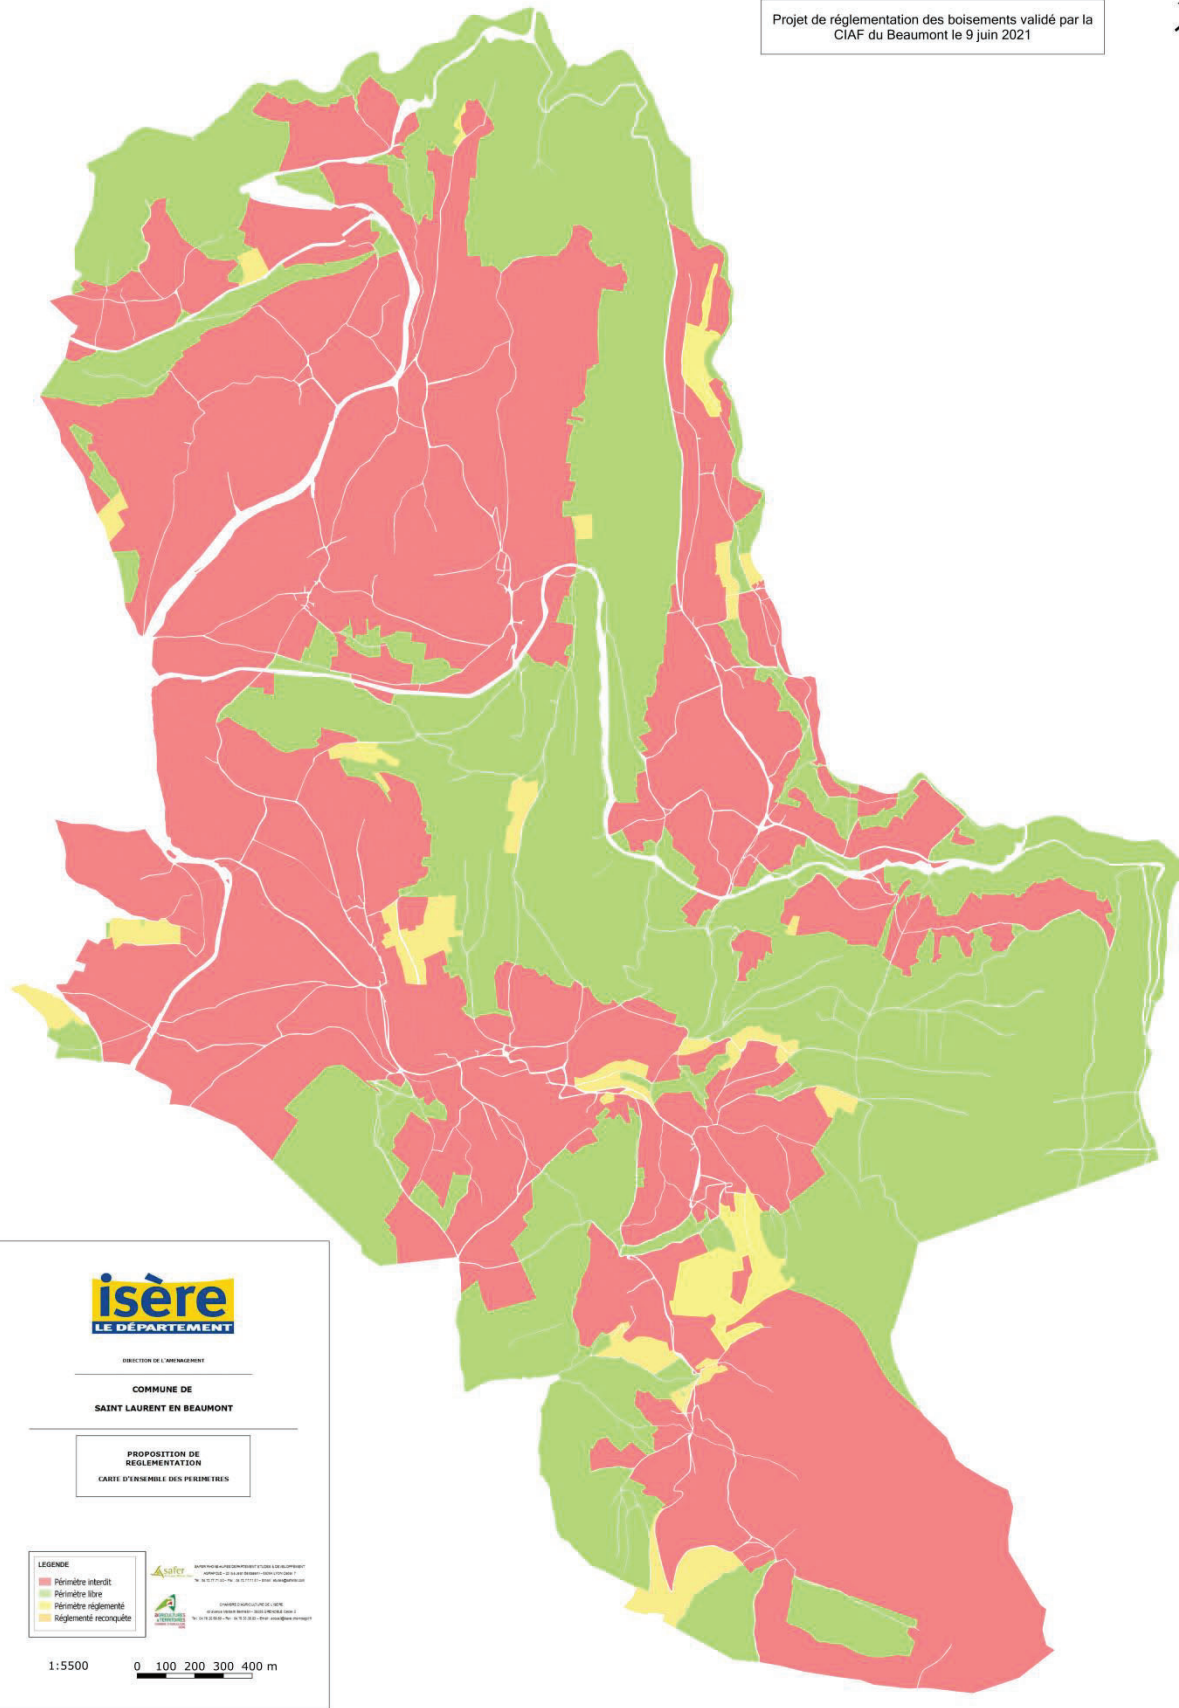 Projet de réglementation des boisements validé par la
CIAF du Beaumont le 9 juin 2021
isère
LE DÉPARTEMENT
DIRECTION DE L'AMENAGEMENT
COMMUNE DE
SAINT LAURENT EN BEAUMONT
PROPOSITION DE
REGLEMENTATION
CARTE D'ENSEMBLE DES PERIMETRES
LEGENDE
Périmètre interdit
Périmètre libre
Périmètre réglementé
Réglementé reconquête
safer
AGRICULTURES
& TERRITOIRES
1:5500
0 100 200 300 400 m